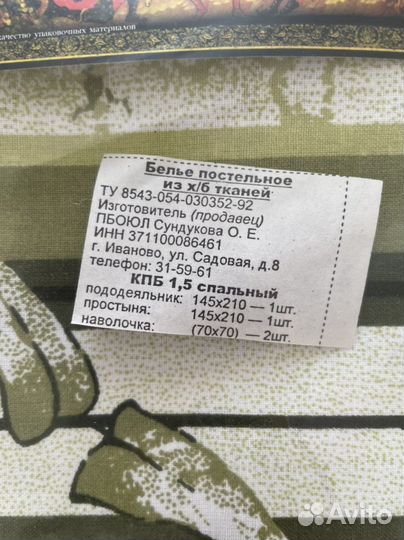 качество упаковочных материалов
Белье постельное
из х/б тканей
ТУ 8543-054-030352-92
Изготовитель (продавец)
ПБОЮЛ Сундукова О. Е.
ИНН 371100086461
г. Иваново, ул. Садовая, д.8
телефон: 31-59-61
КПБ 1,5 спальный
пододеяльник: 145х210 — 1шт.
простыня: 145х210 — 1шт.
наволочка: (70х70) — 2шт.
Avito